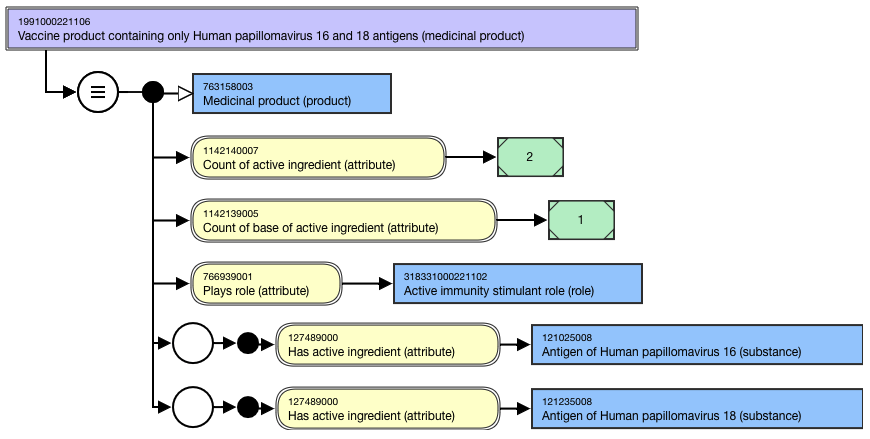 1991000221106
Vaccine product containing only Human papillomavirus 16 and 18 antigens (medicinal product)
763158003
Medicinal product (product)
1142140007
Count of active ingredient (attribute)
2
1142139005
Count of base of active ingredient (attribute)
1
766939001
Plays role (attribute)
318331000221102
Active immunity stimulant role (role)
127489000
Has active ingredient (attribute)
121025008
Antigen of Human papillomavirus 16 (substance)
127489000
Has active ingredient (attribute)
121235008
Antigen of Human papillomavirus 18 (substance)